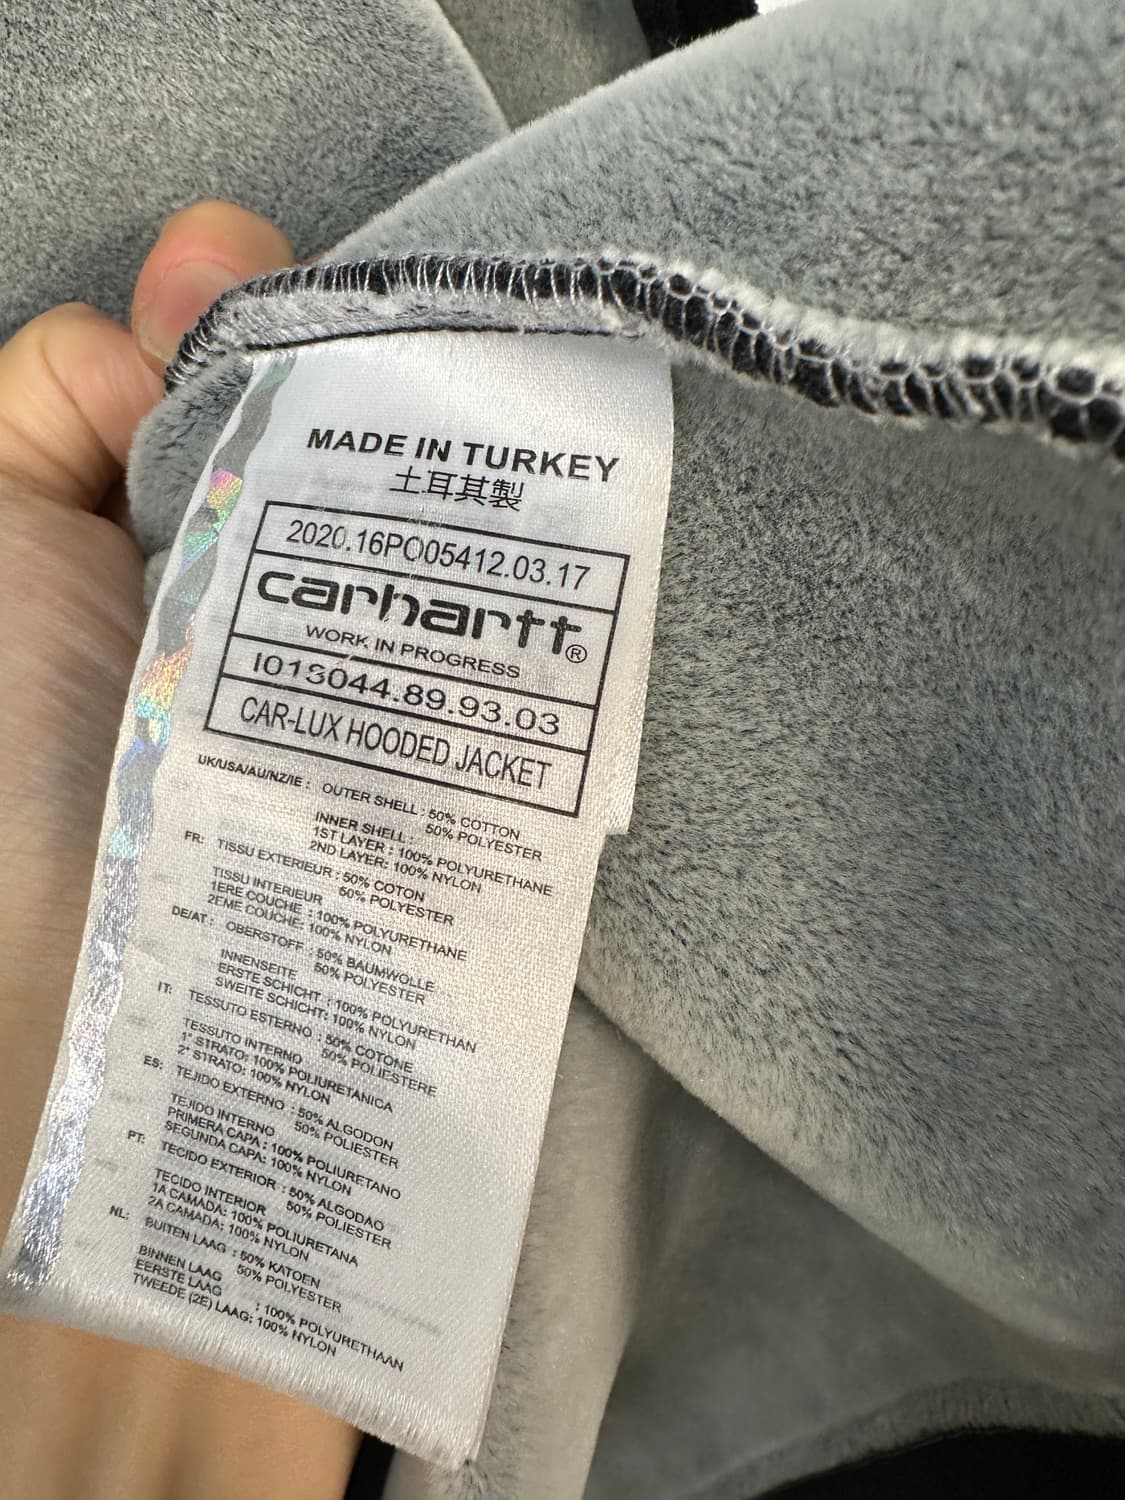 MADE IN TURKEY
土耳其製
2020.16PO05412.03.17
carhartt®
WORK IN PROGRESS
I013044.89.93.03
CAR-LUX HOODED JACKET
UK/USA/AU/NZ/IE : OUTER SHELL : 50% COTTON
50% POLYESTER
INNER SHELL :
1ST LAYER : 100% POLYURETHANE
2ND LAYER: 100% NYLON
FR: TISSU EXTERIEUR : 50% COTON
50% POLYESTER
TISSU INTERIEUR
1ERE COUCHE : 100% POLYURETHANE
2EME COUCHE: 100% NYLON
DE/AT : OBERSTOFF : 50% BAUMWOLLE
50% POLYESTER
INNENSEITE
ERSTE SCHICHT : 100% POLYURETHAN
SWEITE SCHICHT: 100% NYLON
IT: TESSUTO ESTERNO : 50% COTONE
50% POLIESTERE
TESSUTO INTERNO
1° STRATO: 100% POLIURETANICA
2° STRATO: 100% NYLON
ES: TEJIDO EXTERNO : 50% ALGODON
50% POLIESTER
TEJIDO INTERNO
PRIMERA CAPA : 100% POLIURETANO
SEGUNDA CAPA: 100% NYLON
PT: TECIDO EXTERIOR : 50% ALGODAO
50% POLIESTER
TECIDO INTERIOR
1A CAMADA: 100% POLIURETANA
2A CAMADA: 100% NYLON
NL: BUITEN LAAG : 50% KATOEN
50% POLYESTER
BINNEN LAAG
EERSTE LAAG : 100% POLYURETHAAN
TWEEDE (2E) LAAG: 100% NYLON